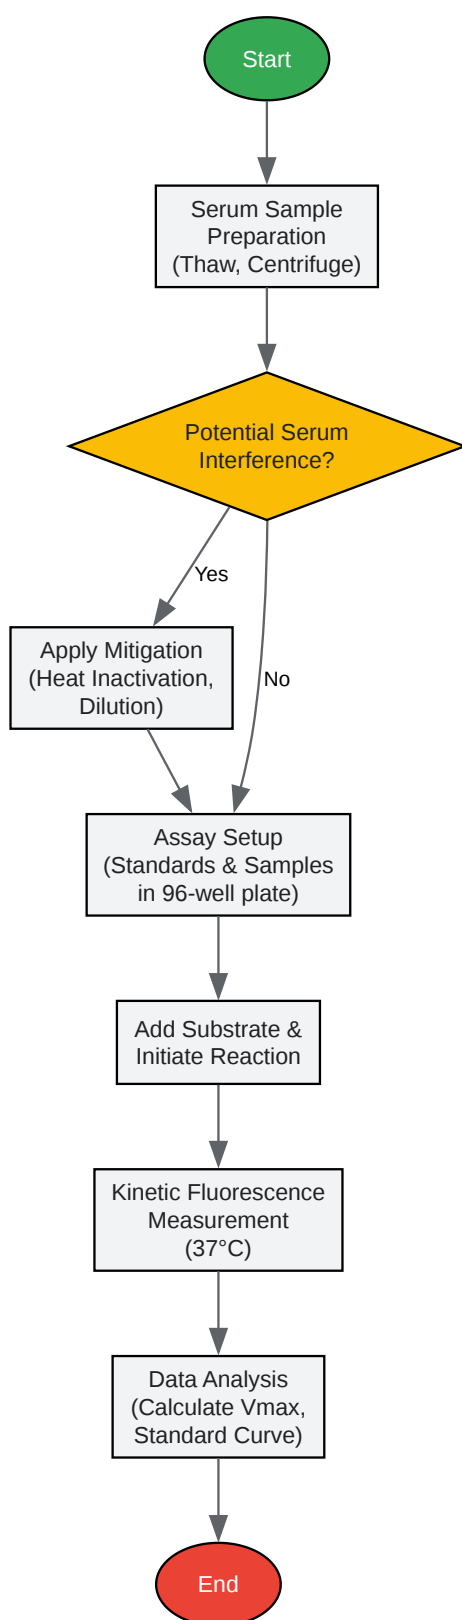 Start
Serum Sample
Preparation
(Thaw, Centrifuge)
Potential Serum
Interference?
Yes
Apply Mitigation
(Heat Inactivation,
Dilution)
No
Assay Setup
(Standards & Samples
in 96-well plate)
Add Substrate &
Initiate Reaction
Kinetic Fluorescence
Measurement
(37°C)
Data Analysis
(Calculate Vmax,
Standard Curve)
End